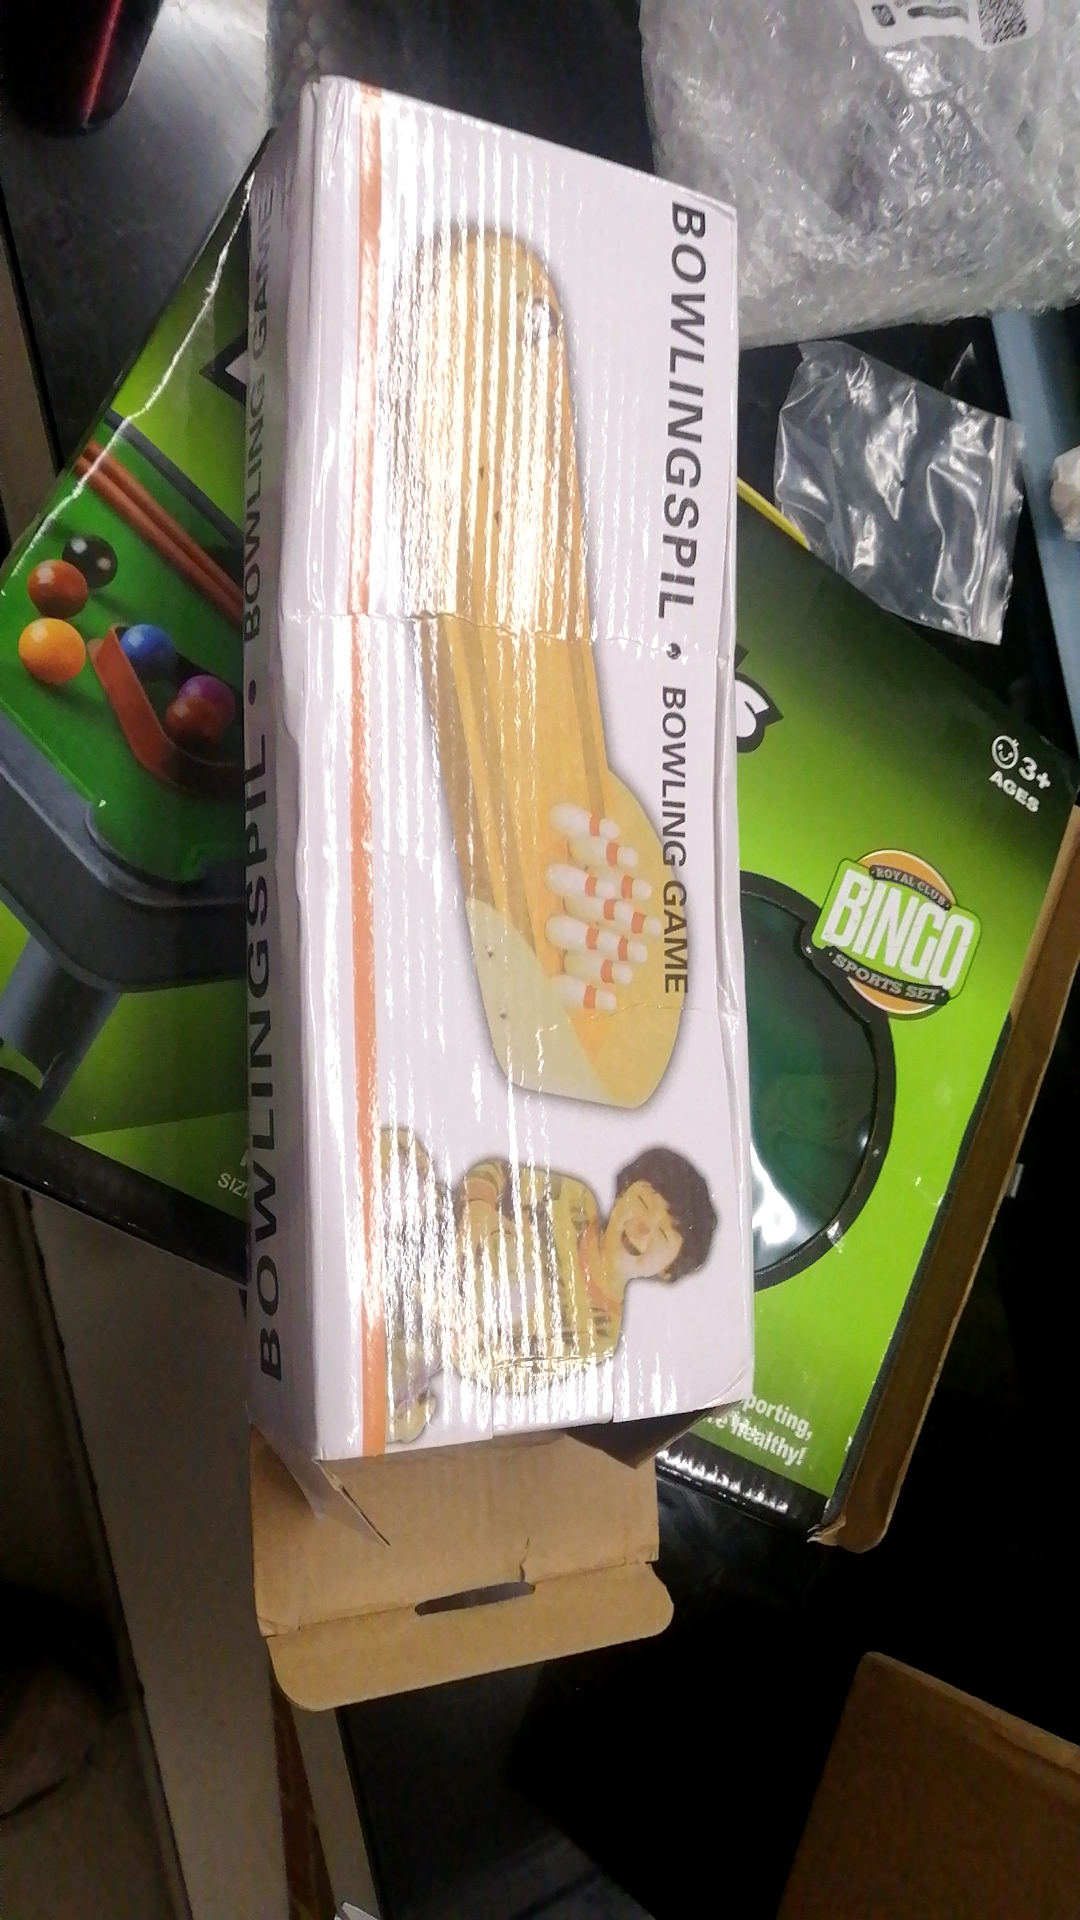 BOWLINGSPIL • BOWLING GAME
BOWLINGSPIL • BOWLING GAME
3+
AGES
ROYAL CLUB
BINGO
SPORTS SET
porting,
healthy!